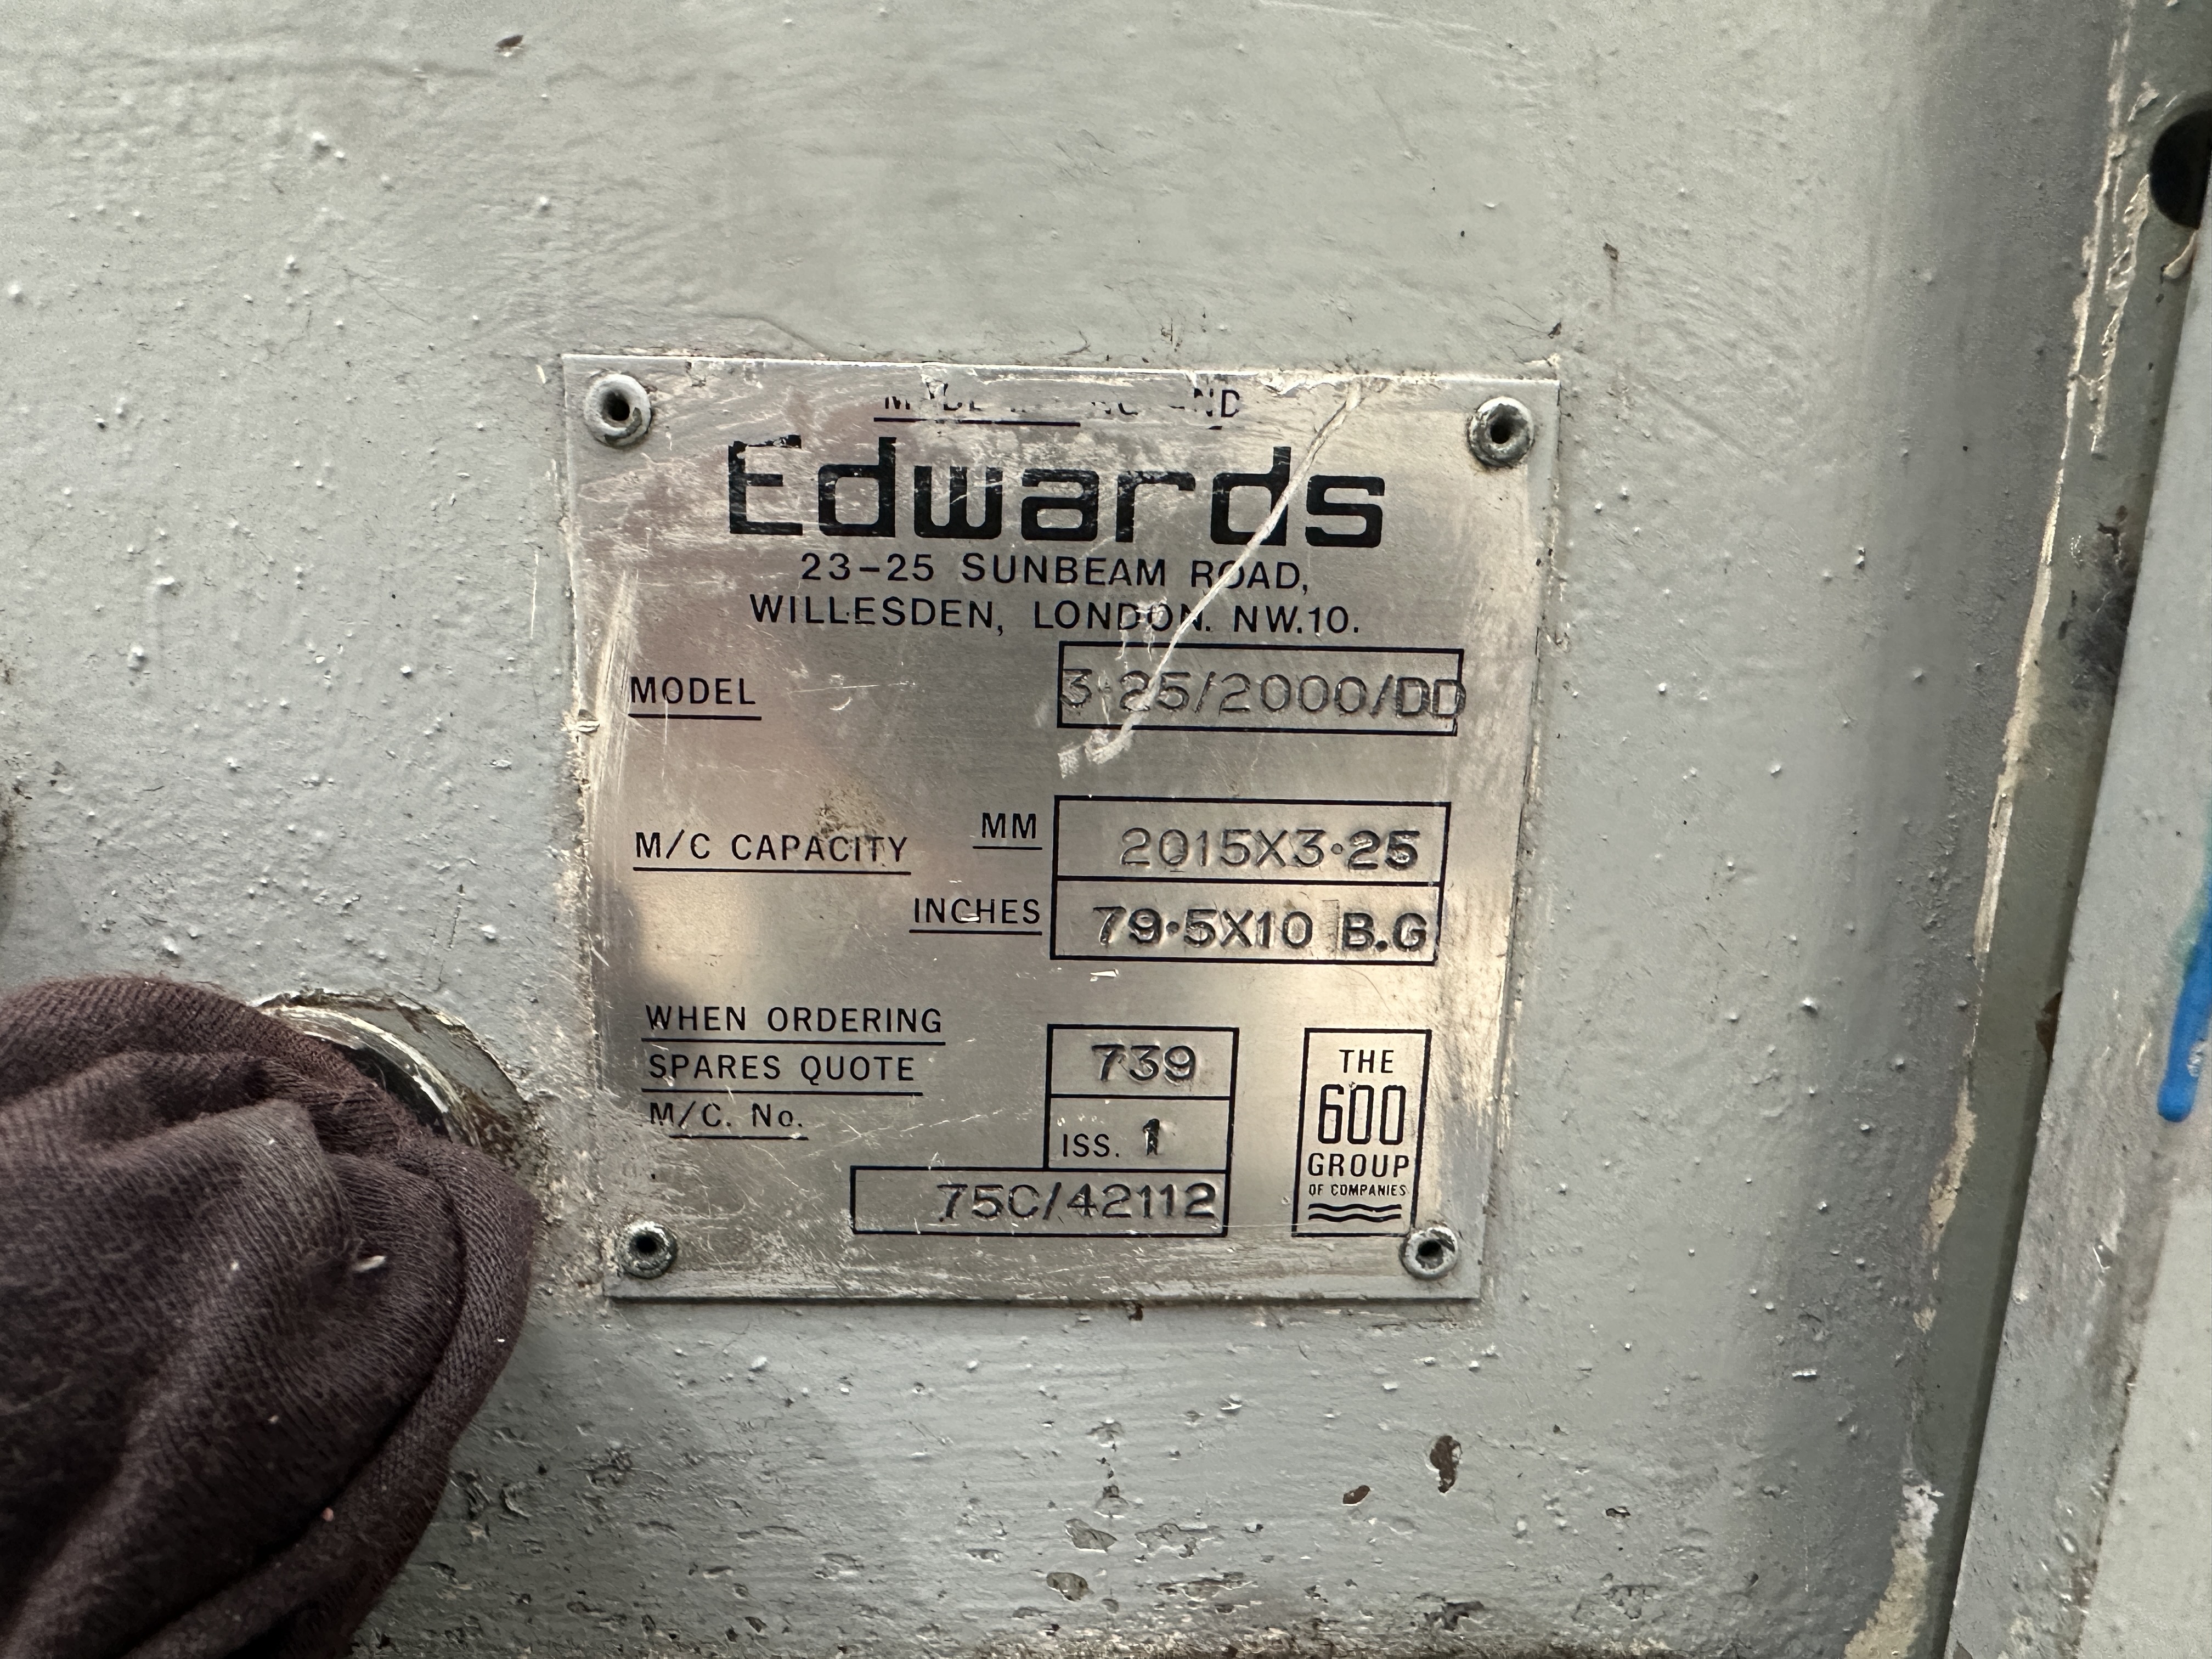 Edwards
23-25 SUNBEAM ROAD,
WILLESDEN, LONDON. NW.10.
MODEL 3·25/2000/DD
M/C CAPACITY MM 2015X3·25
INCHES 79·5X10 B.G
WHEN ORDERING
SPARES QUOTE 739
M/C. No.
ISS. 1
75C/42112
THE
600
GROUP
OF COMPANIES